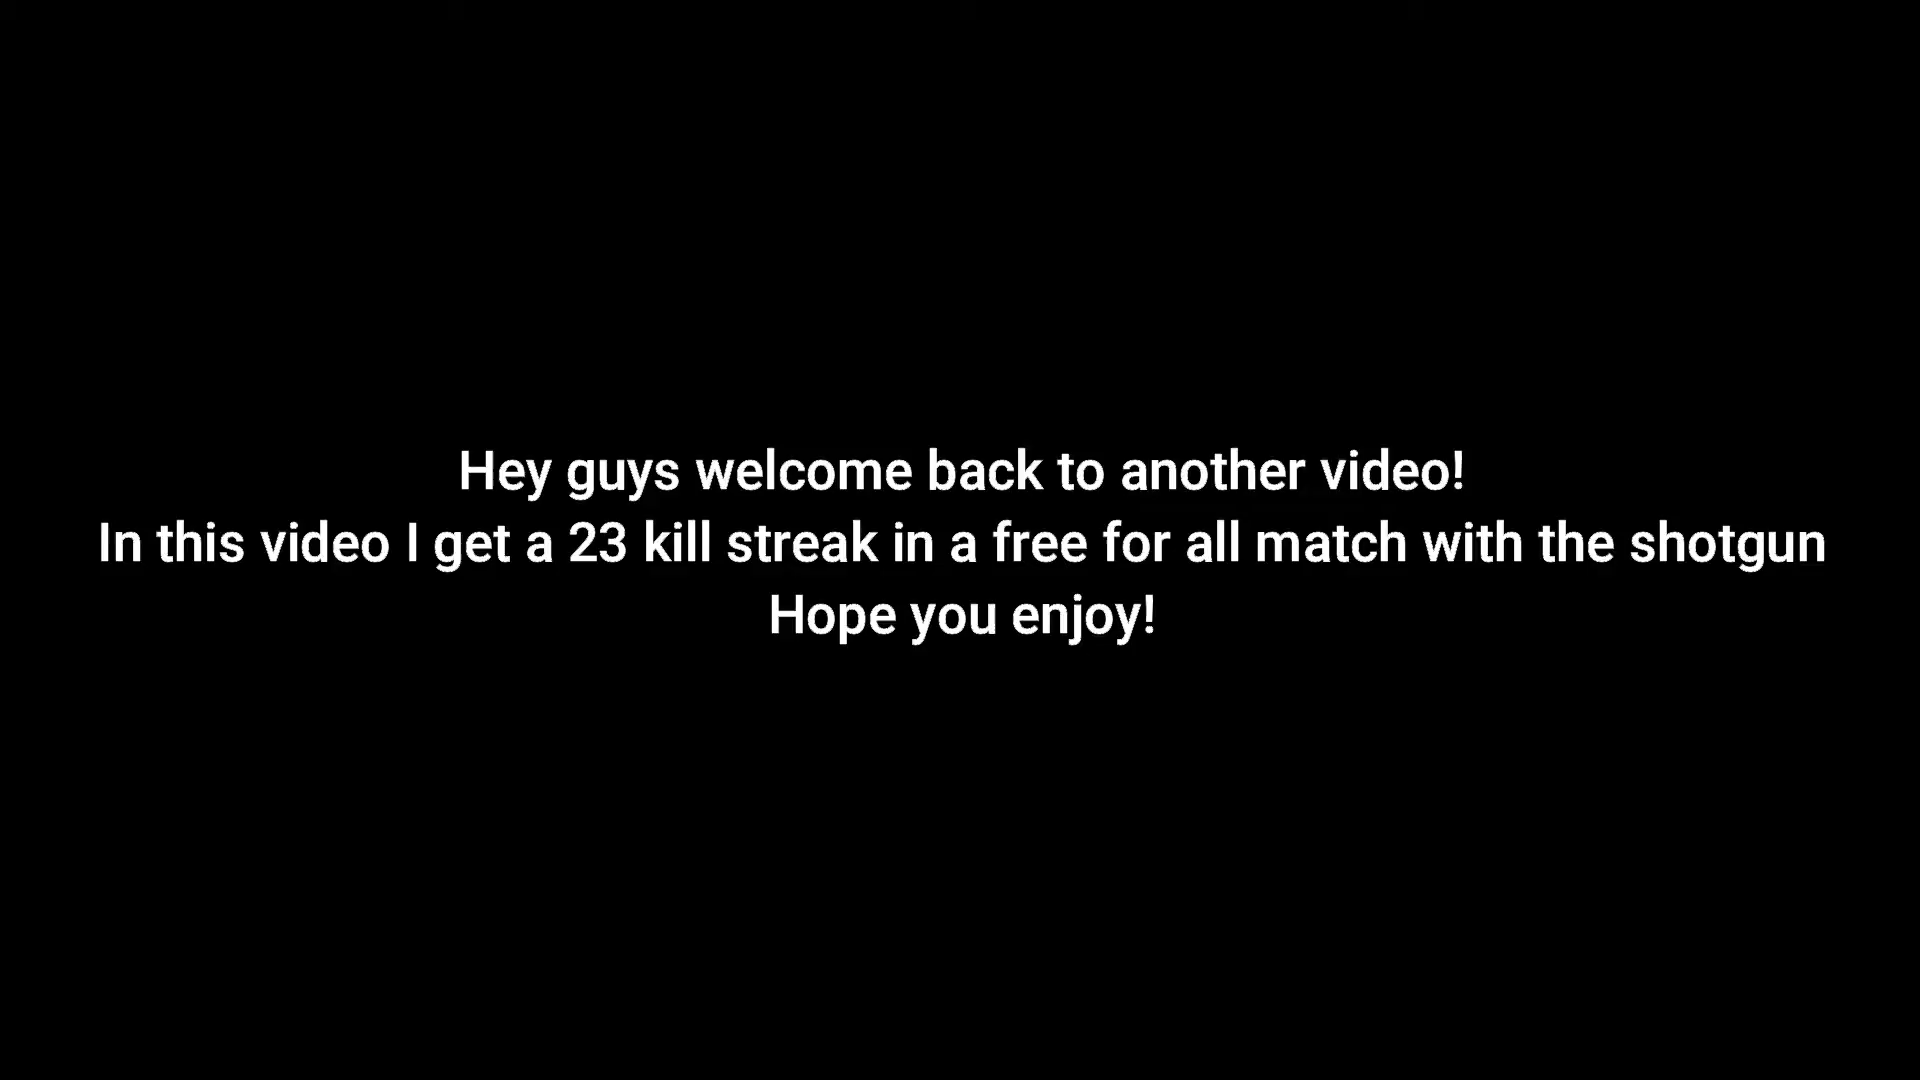 Hey guys welcome back to another video!
In this video I get a 23 kill streak in a free for all match with the shotgun
Hope you enjoy!